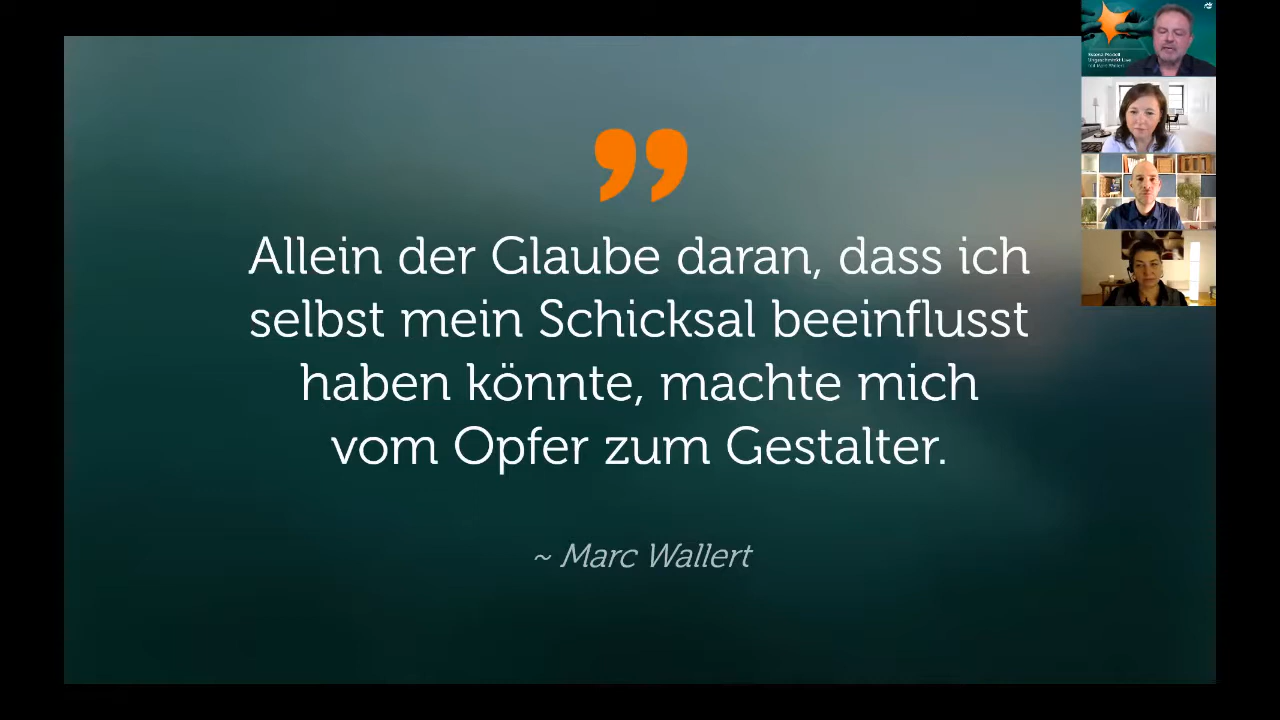 ”
Allein der Glaube daran, dass ich
selbst mein Schicksal beeinflusst
haben könnte, machte mich
vom Opfer zum Gestalter.
~ Marc Wallert